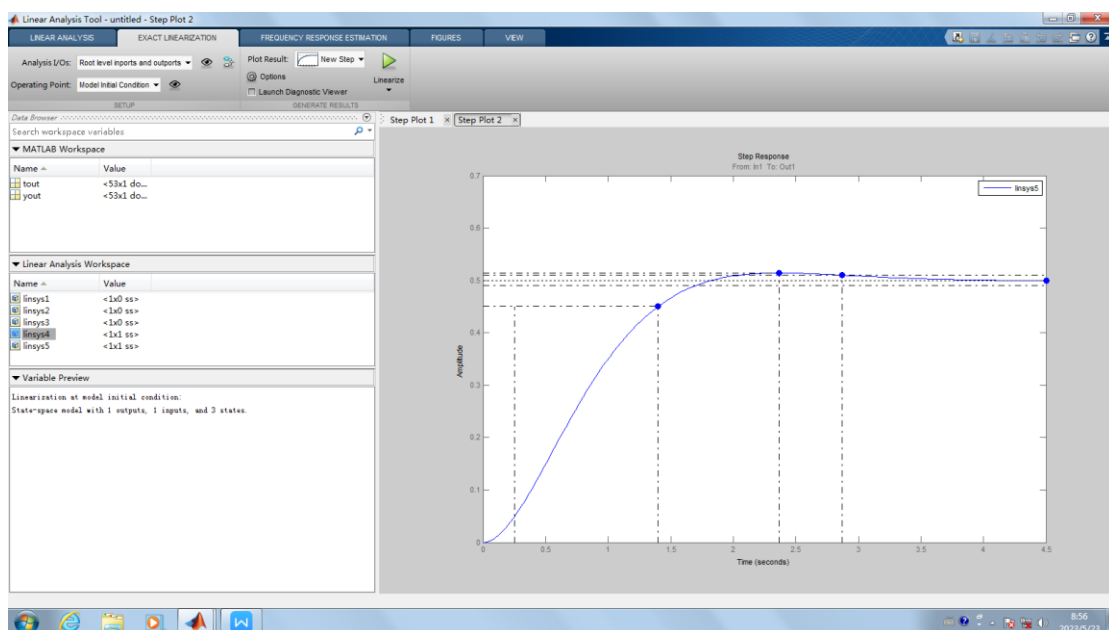 Linear Analysis Tool - untitled - Step Plot 2
LINEAR ANALYSIS
EXACT LINEARIZATION
FREQUENCY RESPONSE ESTIMATION
FIGURES
VIEW
Analysis I/Os:
Root level inports and outports
Operating Point:
Model Initial Condition
SETUP
Plot Result:
New Step
Options
Launch Diagnostic Viewer
Linearize
GENERATE RESULTS
Data Browser
Search workspace variables
MATLAB Workspace
Name
Value
tout
<53x1 do...
yout
<53x1 do...
Linear Analysis Workspace
Name
Value
linsys1
<1x0 ss>
linsys2
<1x0 ss>
linsys3
<1x0 ss>
linsys4
<1x1 ss>
linsys5
<1x1 ss>
Variable Preview
Linearization at model initial condition:
State-space model with 1 outputs, 1 inputs, and 3 states.
Step Plot 1
Step Plot 2
Step Response
From: In1 To: Out1
linsys5
0.7
0.6
0.5
0.4
0.3
0.2
0.1
0
Amplitude
0
0.5
1
1.5
2
2.5
3
3.5
4
4.5
Time (seconds)
8:56
2023/5/23